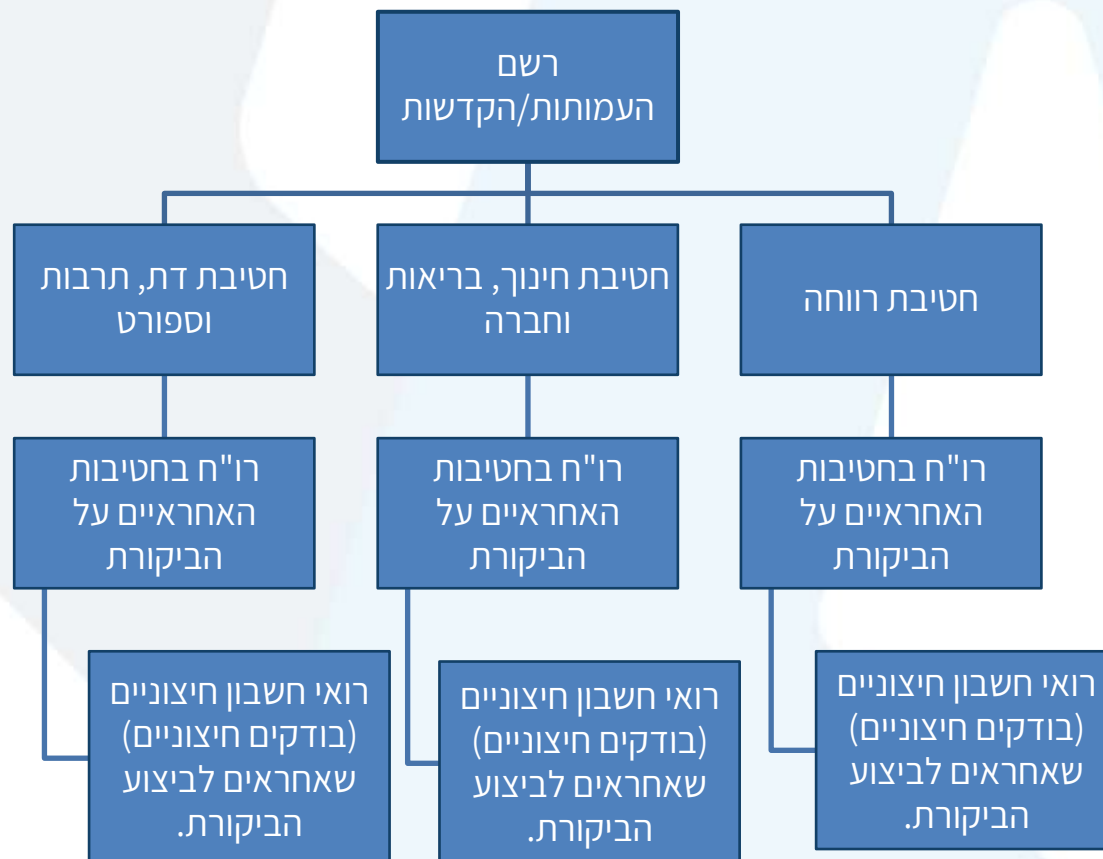 רשם
העמותות/הקדשות
חטיבת רווחה
חטיבת חינוך, בריאות
וחברה
חטיבת דת, תרבות
וספורט
רו"ח בחטיבות
האחראיים על
הביקורת
רו"ח בחטיבות
האחראיים על
הביקורת
רו"ח בחטיבות
האחראיים על
הביקורת
רואי חשבון חיצוניים
(בודקים חיצוניים)
שאחראים לביצוע
הביקורת.
רואי חשבון חיצוניים
(בודקים חיצוניים)
שאחראים לביצוע
הביקורת.
רואי חשבון חיצוניים
(בודקים חיצוניים)
שאחראים לביצוע
הביקורת.